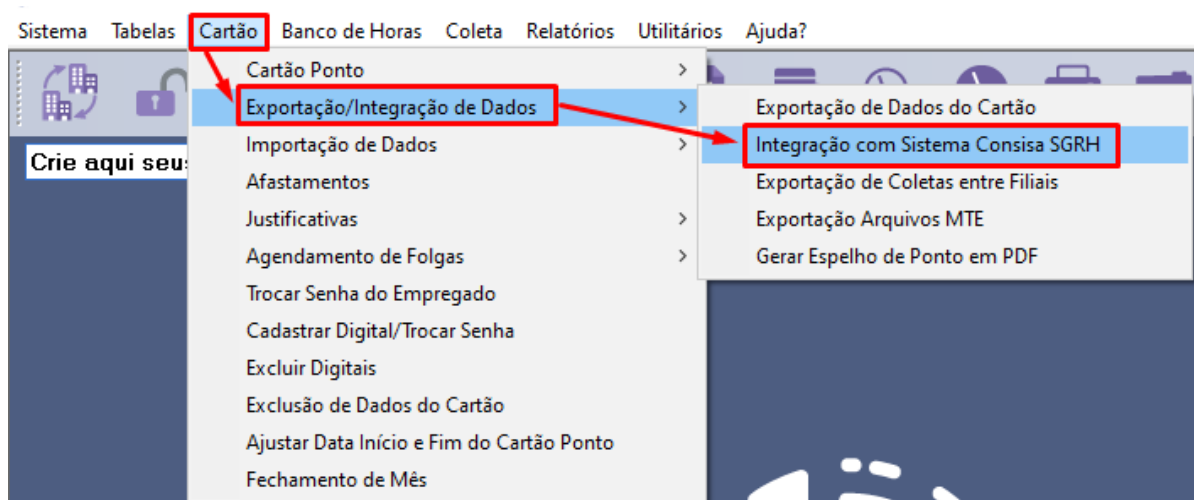 Sistema Tabelas Cartão Banco de Horas Coleta Relatórios Utilitários Ajuda?
Crie aqui seus
Cartão Ponto >
Exportação/Integração de Dados >
Importação de Dados >
Afastamentos
Justificativas >
Agendamento de Folgas >
Trocar Senha do Empregado
Cadastrar Digital/Trocar Senha
Excluir Digitais
Exclusão de Dados do Cartão
Ajustar Data Início e Fim do Cartão Ponto
Fechamento de Mês
Exportação de Dados do Cartão
Integração com Sistema Consisa SGRH
Exportação de Coletas entre Filiais
Exportação Arquivos MTE
Gerar Espelho de Ponto em PDF